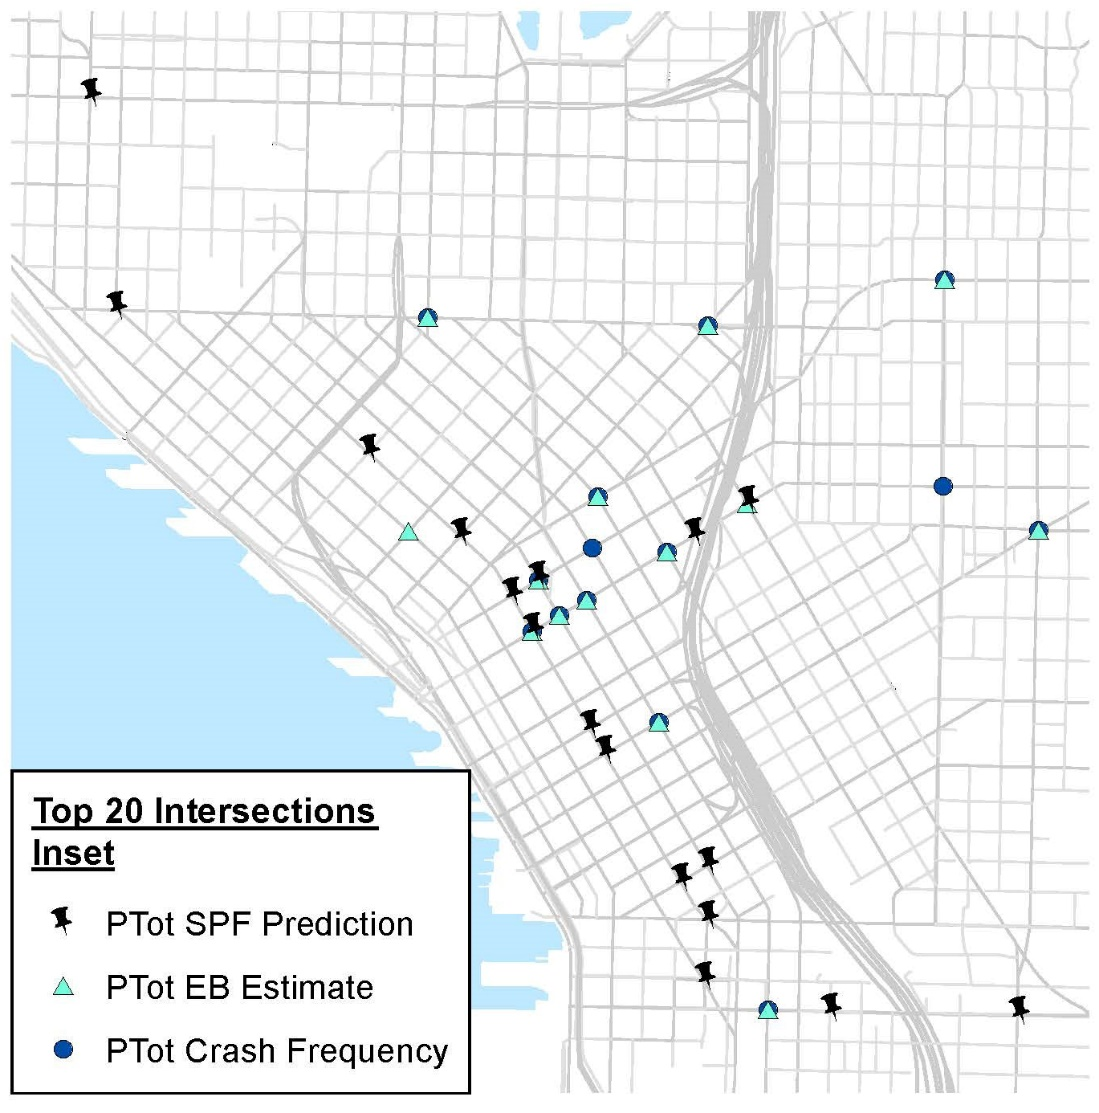 Top 20 Intersections
Inset
PTot SPF Prediction
PTot EB Estimate
PTot Crash Frequency